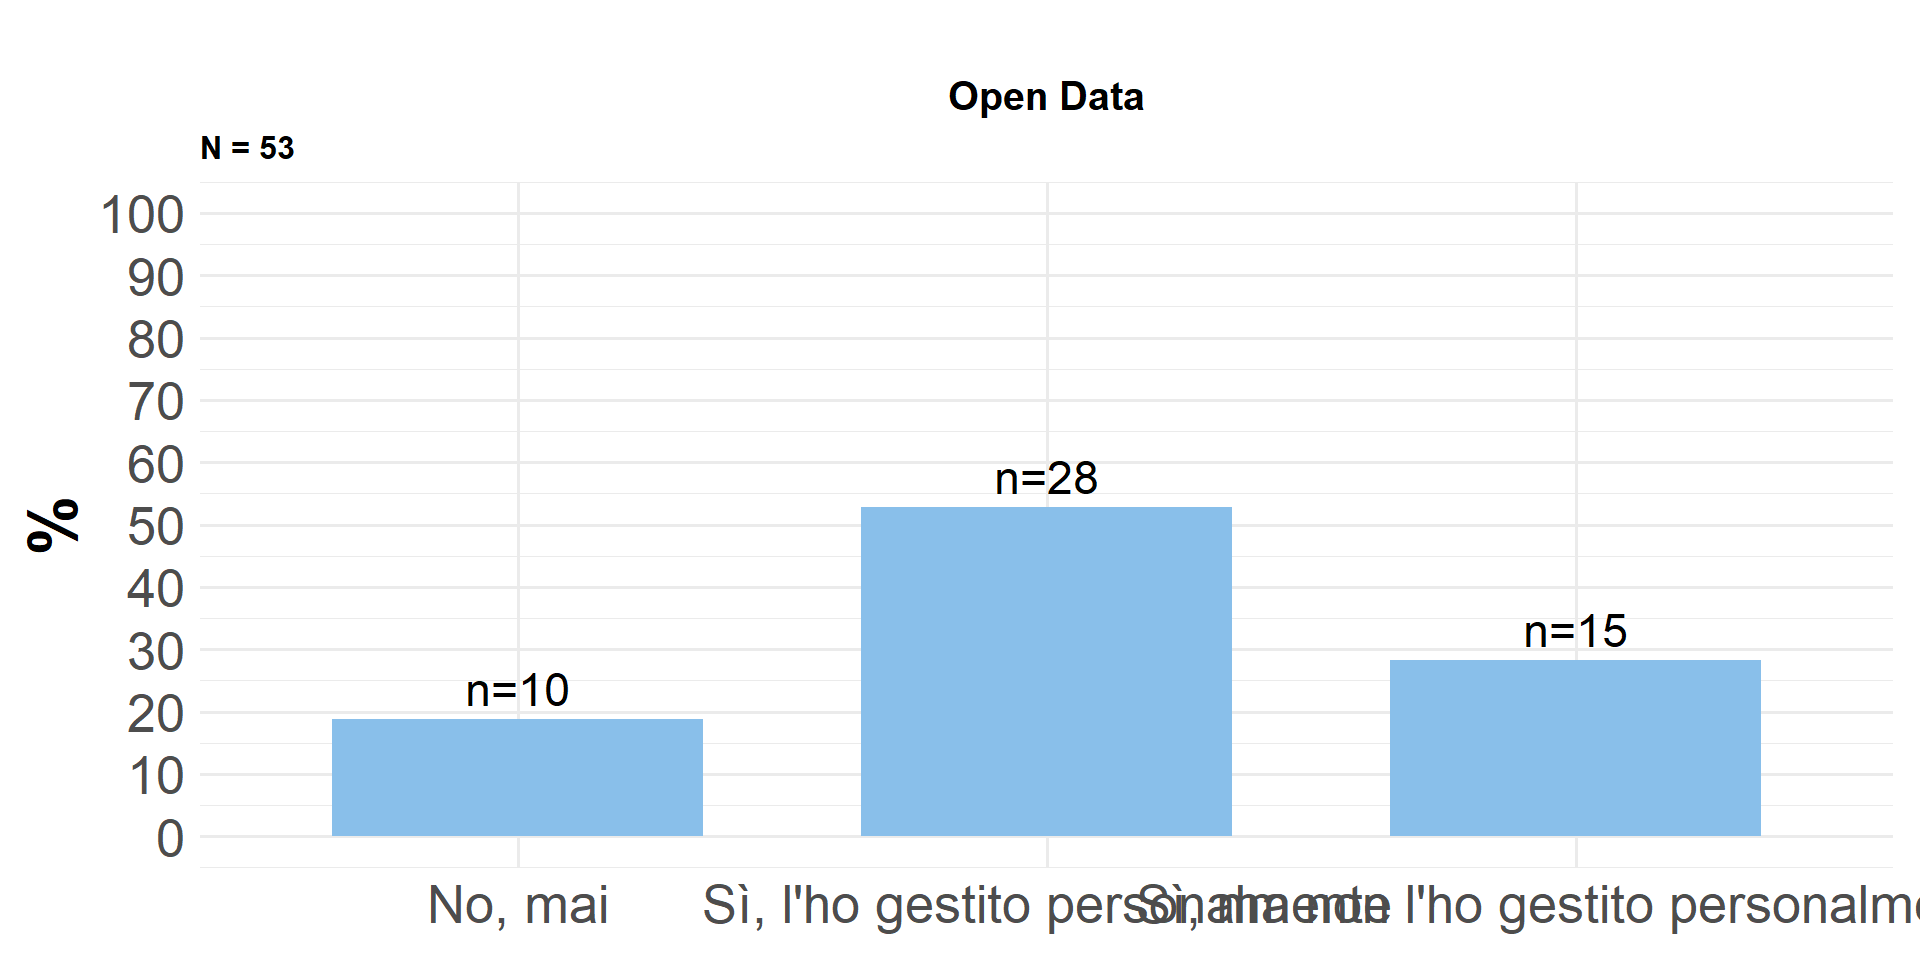 Open Data
N = 53
%
100
90
80
70
60
50
40
30
20
10
0
n=10
n=28
n=15
No, mai
Sì, l'ho gestito personalmente
Sì, ma non l'ho gestito personalm